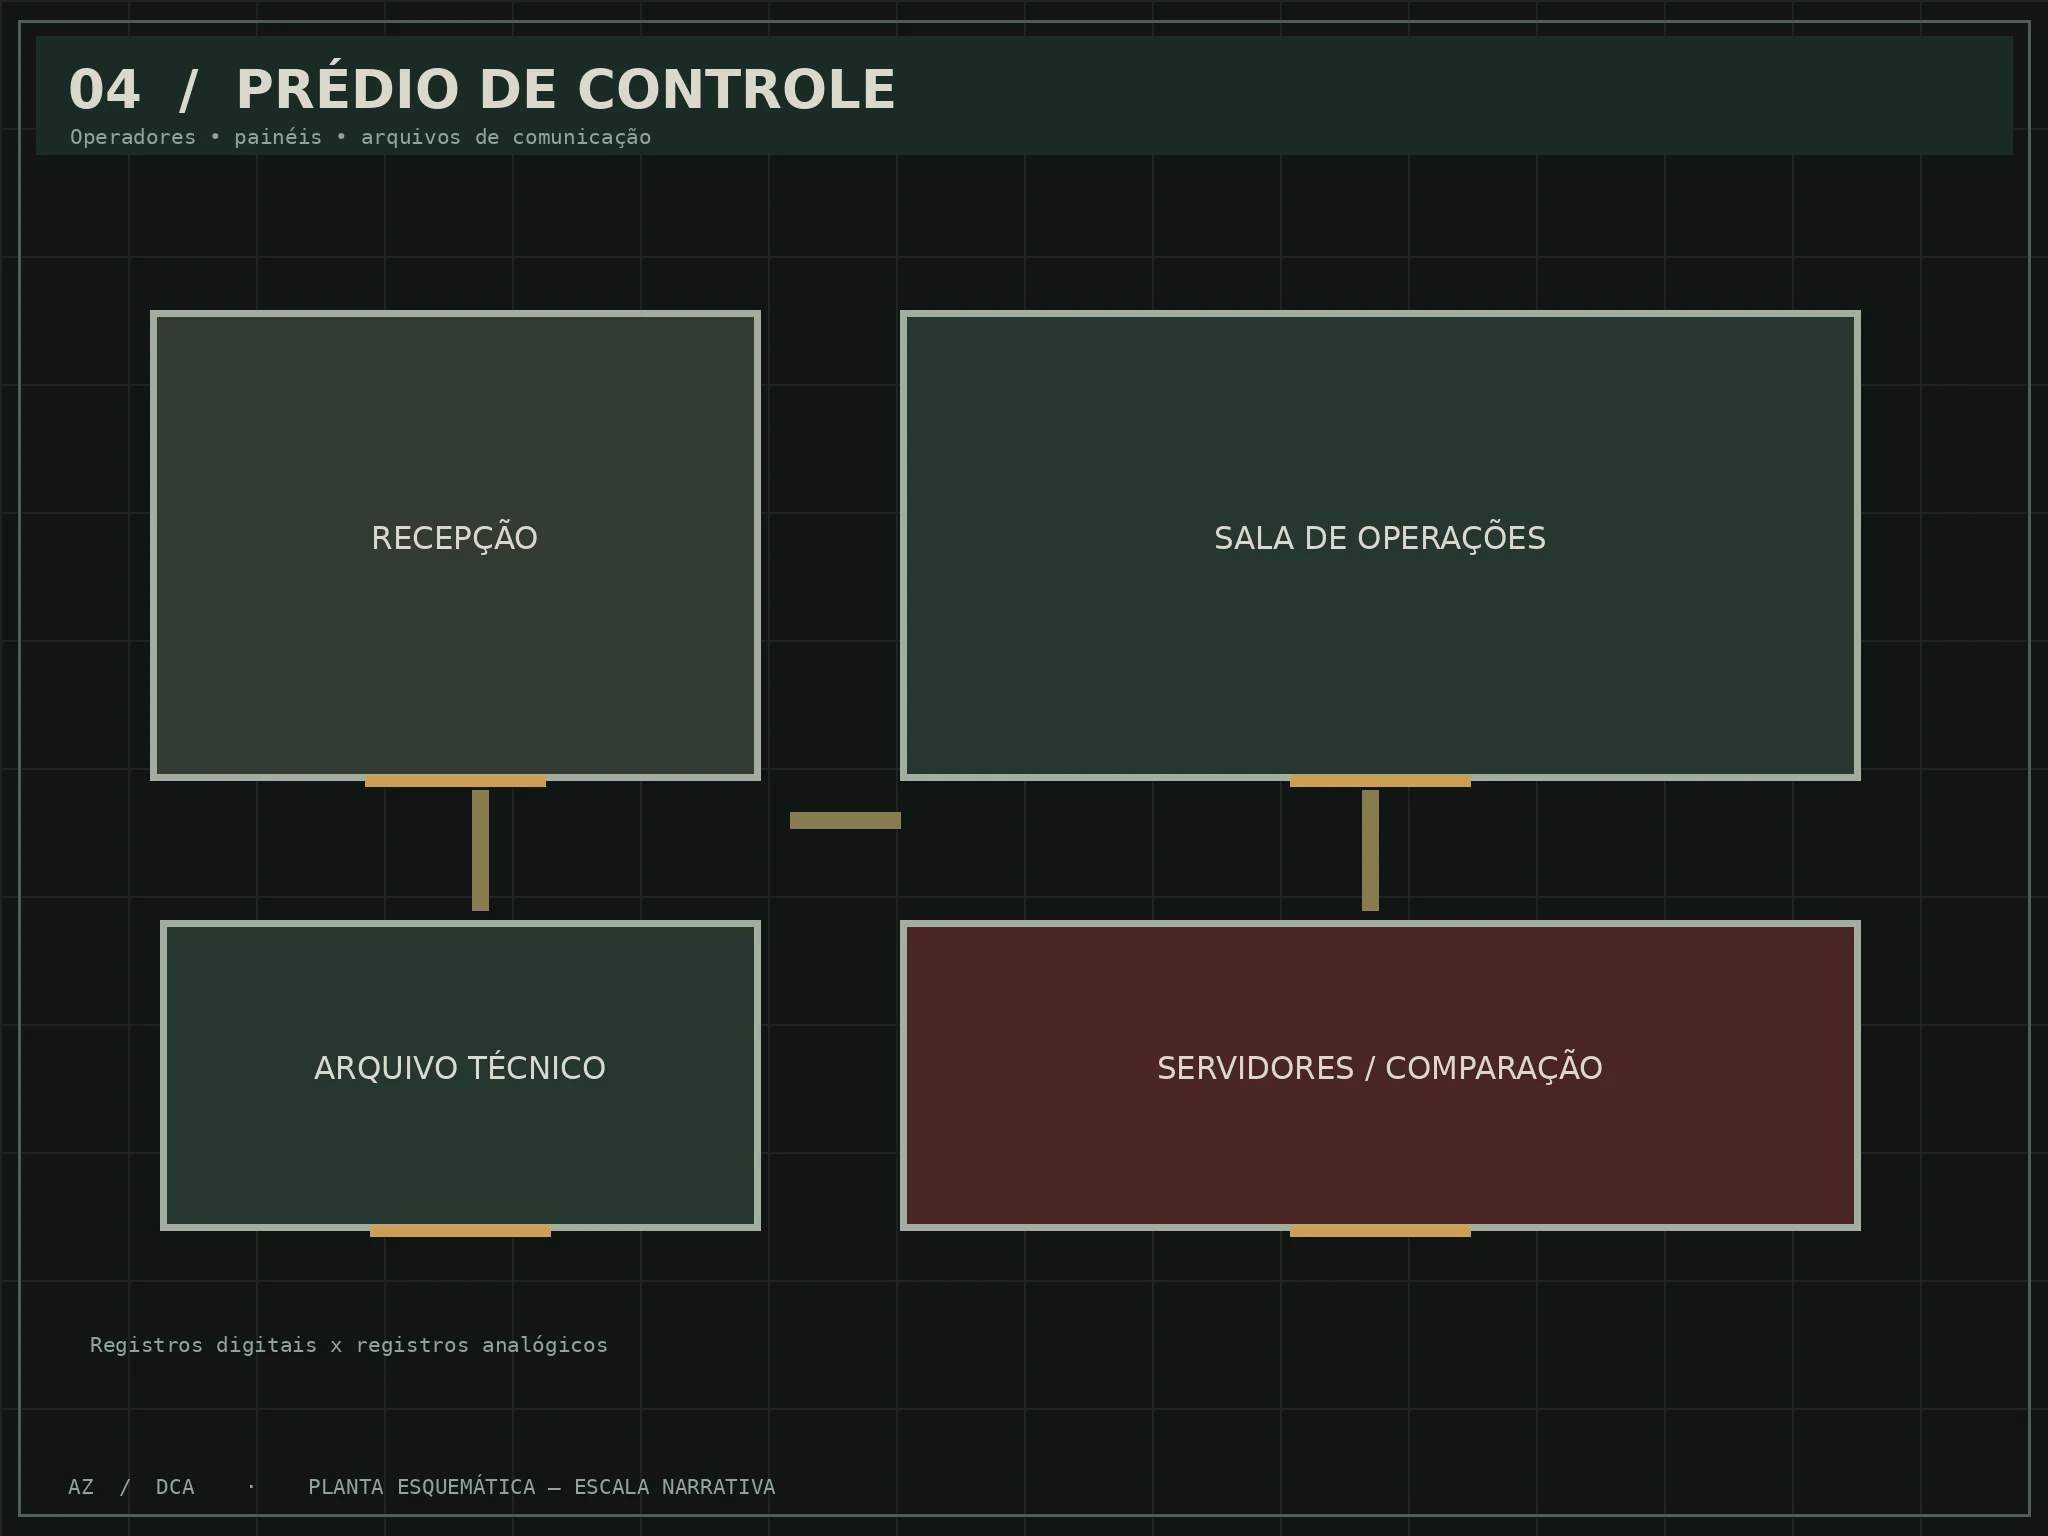 04 / PRÉDIO DE CONTROLE
Operadores • painéis • arquivos de comunicação
RECEPÇÃO
SALA DE OPERAÇÕES
ARQUIVO TÉCNICO
SERVIDORES / COMPARAÇÃO
Registros digitais x registros analógicos
AZ / DCA · PLANTA ESQUEMÁTICA — ESCALA NARRATIVA